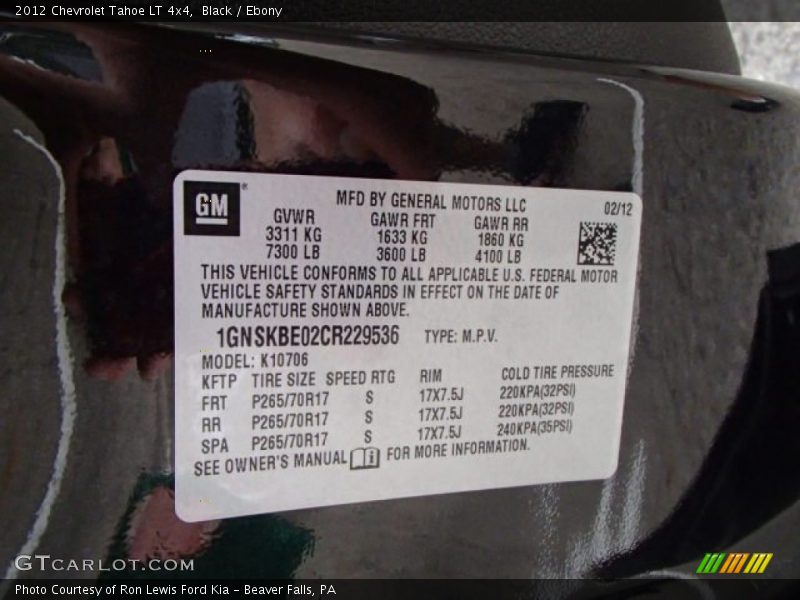 2012 Chevrolet Tahoe LT 4x4, Black / Ebony
GM
MFD BY GENERAL MOTORS LLC
02/12
GVWR GAWR FRT GAWR RR
3311 KG 1633 KG 1860 KG
7300 LB 3600 LB 4100 LB
THIS VEHICLE CONFORMS TO ALL APPLICABLE U.S. FEDERAL MOTOR
VEHICLE SAFETY STANDARDS IN EFFECT ON THE DATE OF
MANUFACTURE SHOWN ABOVE.
1GNSKBE02CR229536 TYPE: M.P.V.
MODEL: K10706
KFTP TIRE SIZE SPEED RTG RIM COLD TIRE PRESSURE
FRT P265/70R17 S 17X7.5J 220KPA(32PSI)
RR P265/70R17 S 17X7.5J 220KPA(32PSI)
SPA P265/70R17 S 17X7.5J 240KPA(35PSI)
SEE OWNER'S MANUAL FOR MORE INFORMATION.
GTCARLOT.COM
Photo Courtesy of Ron Lewis Ford Kia - Beaver Falls, PA